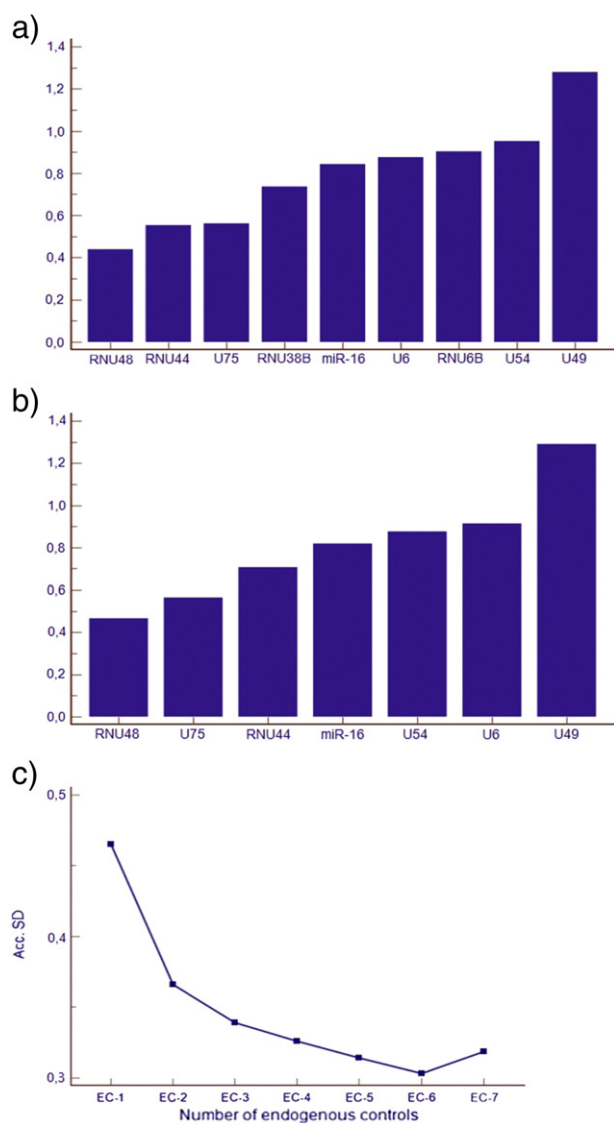 a)
1,4
1,2
1,0
0,8
0,6
0,4
0,2
0,0
RNU48 RNU44 U75 RNU38B miR-16 U6 RNU6B U54 U49
b)
1,4
1,2
1,0
0,8
0,6
0,4
0,2
0,0
RNU48 U75 RNU44 miR-16 U54 U6 U49
c)
0,5
0,4
0,3
Acc. SD
EC-1 EC-2 EC-3 EC-4 EC-5 EC-6 EC-7
Number of endogenous controls